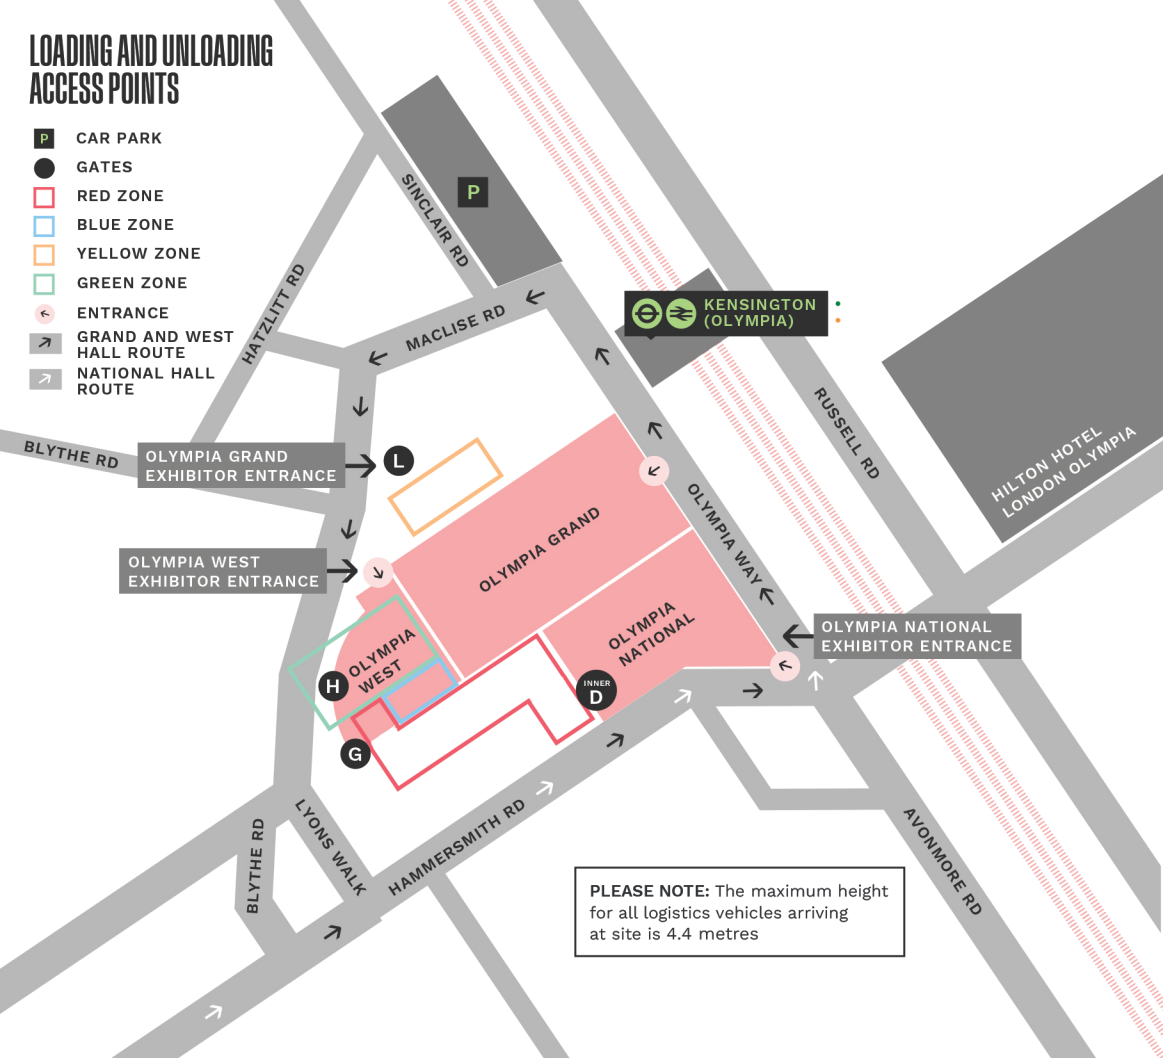 LOADING AND UNLOADING
ACCESS POINTS
P CAR PARK
GATES
RED ZONE
BLUE ZONE
YELLOW ZONE
GREEN ZONE
ENTRANCE
GRAND AND WEST
HALL ROUTE
NATIONAL HALL
ROUTE
P
SINCLAIR RD
HATZLITT RD
MACLISE RD
KENSINGTON
(OLYMPIA)
RUSSELL RD
HILTON HOTEL
LONDON OLYMPIA
BLYTHE RD
OLYMPIA GRAND
EXHIBITOR ENTRANCE
L
OLYMPIA WAY
OLYMPIA GRAND
OLYMPIA WEST
EXHIBITOR ENTRANCE
OLYMPIA
NATIONAL
OLYMPIA NATIONAL
EXHIBITOR ENTRANCE
OLYMPIA
WEST
H
INNER
D
G
LYONS WALK
BLYTHE RD
HAMMERSMITH RD
AVONMORE RD
PLEASE NOTE: The maximum height
for all logistics vehicles arriving
at site is 4.4 metres